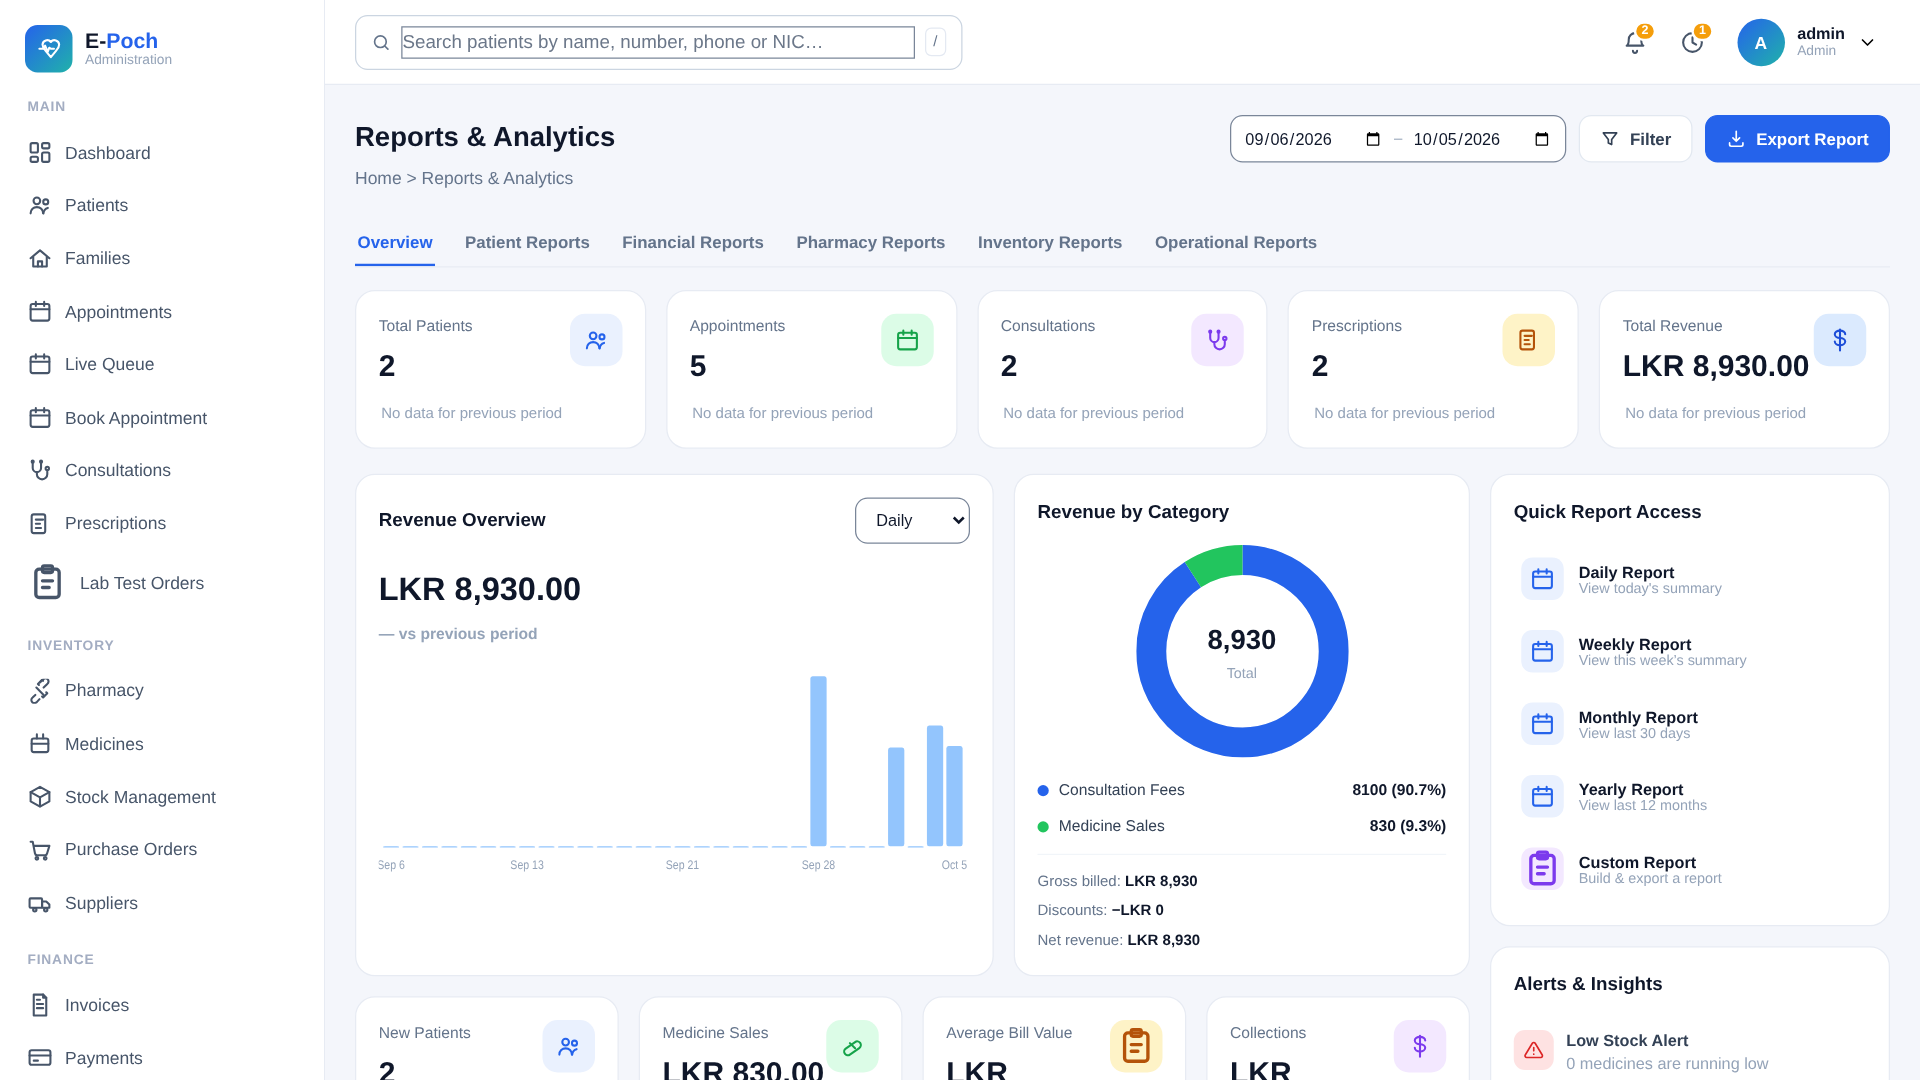 E-Poch
Administration
MAIN
Dashboard
Patients
Families
Appointments
Live Queue
Book Appointment
Consultations
Prescriptions
Lab Test Orders
INVENTORY
Pharmacy
Medicines
Stock Management
Purchase Orders
Suppliers
FINANCE
Invoices
Payments
Search patients by name, number, phone or NIC…
/
2
1
A
admin
Admin
Reports & Analytics
Home > Reports & Analytics
09/06/2026 – 10/05/2026
Filter
Export Report
Overview Patient Reports Financial Reports Pharmacy Reports Inventory Reports Operational Reports
Total Patients
2
No data for previous period
Appointments
5
No data for previous period
Consultations
2
No data for previous period
Prescriptions
2
No data for previous period
Total Revenue
LKR 8,930.00
No data for previous period
Revenue Overview
Daily
LKR 8,930.00
— vs previous period
Sep 6 Sep 13 Sep 21 Sep 28 Oct 5
Revenue by Category
8,930
Total
Consultation Fees 8100 (90.7%)
Medicine Sales 830 (9.3%)
Gross billed: LKR 8,930
Discounts: −LKR 0
Net revenue: LKR 8,930
Quick Report Access
Daily Report
View today's summary
Weekly Report
View this week's summary
Monthly Report
View last 30 days
Yearly Report
View last 12 months
Custom Report
Build & export a report
Alerts & Insights
Low Stock Alert
0 medicines are running low
New Patients
2
Medicine Sales
LKR 830.00
Average Bill Value
LKR
Collections
LKR